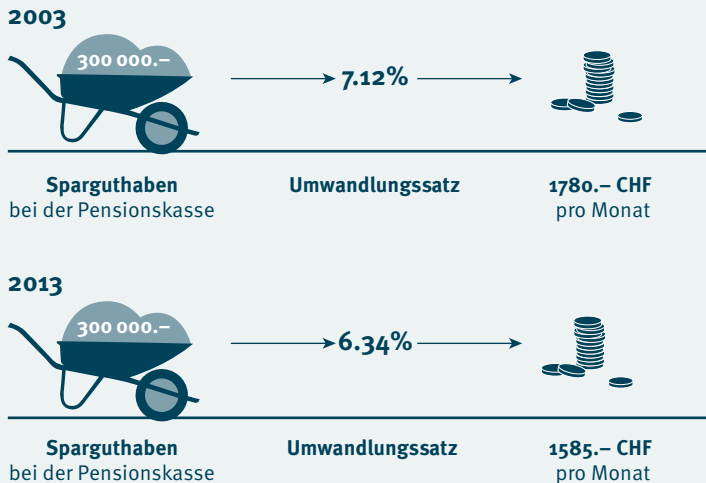 2003
300 000.–
7.12%
Sparguthaben
bei der Pensionskasse
Umwandlungssatz
1780.– CHF
pro Monat
2013
300 000.–
6.34%
Sparguthaben
bei der Pensionskasse
Umwandlungssatz
1585.– CHF
pro Monat